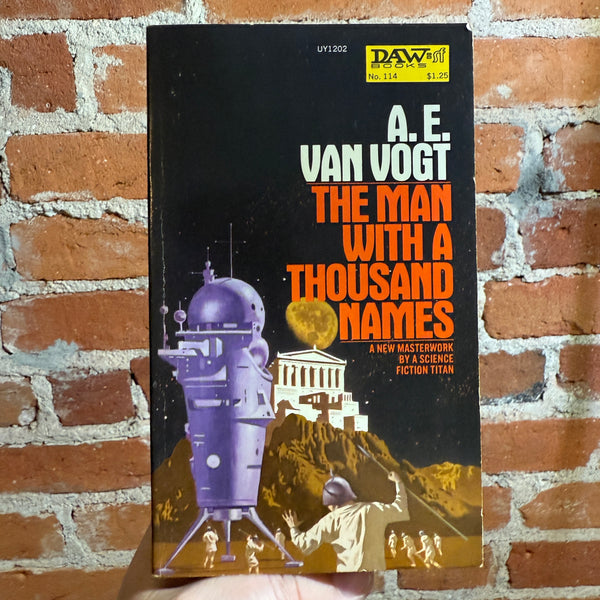 UY1202
DAW=sf
BOOKS
No. 114 $1.25
A. E.
VAN VOGT
THE MAN
WITH A
THOUSAND
NAMES
A NEW MASTERWORK
BY A SCIENCE
FICTION TITAN